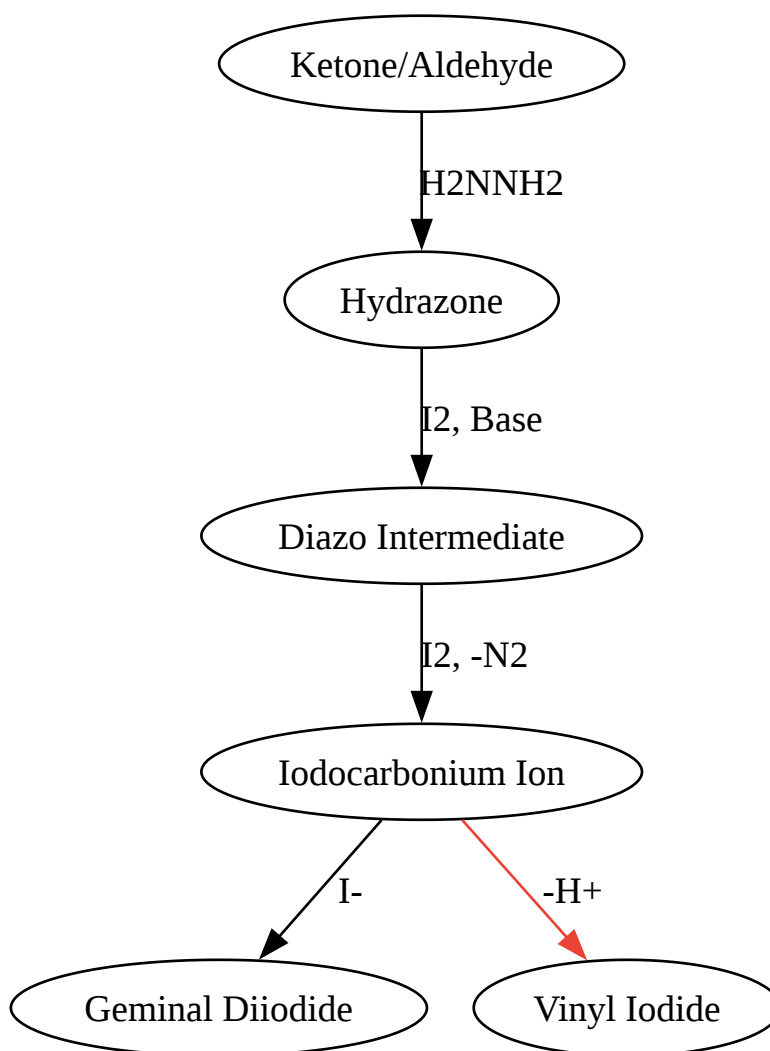 Ketone/Aldehyde
H2NNH2
Hydrazone
I2, Base
Diazo Intermediate
I2, -N2
Iodocarbonium Ion
I-
-H+
Geminal Diiodide
Vinyl Iodide